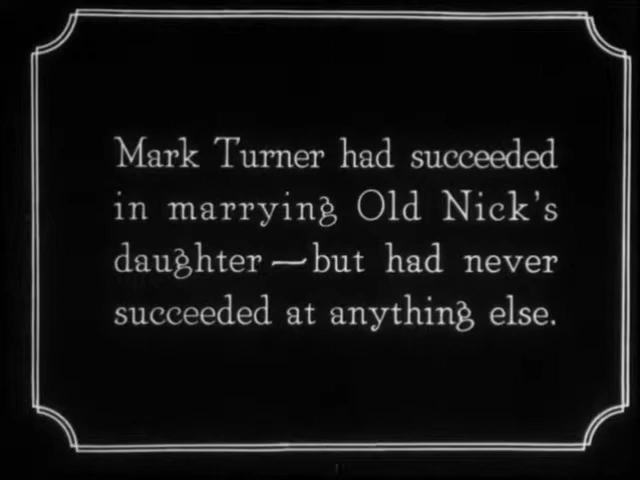 Mark Turner had succeeded
in marrying Old Nick's
daughter—but had never
succeeded at anything else.